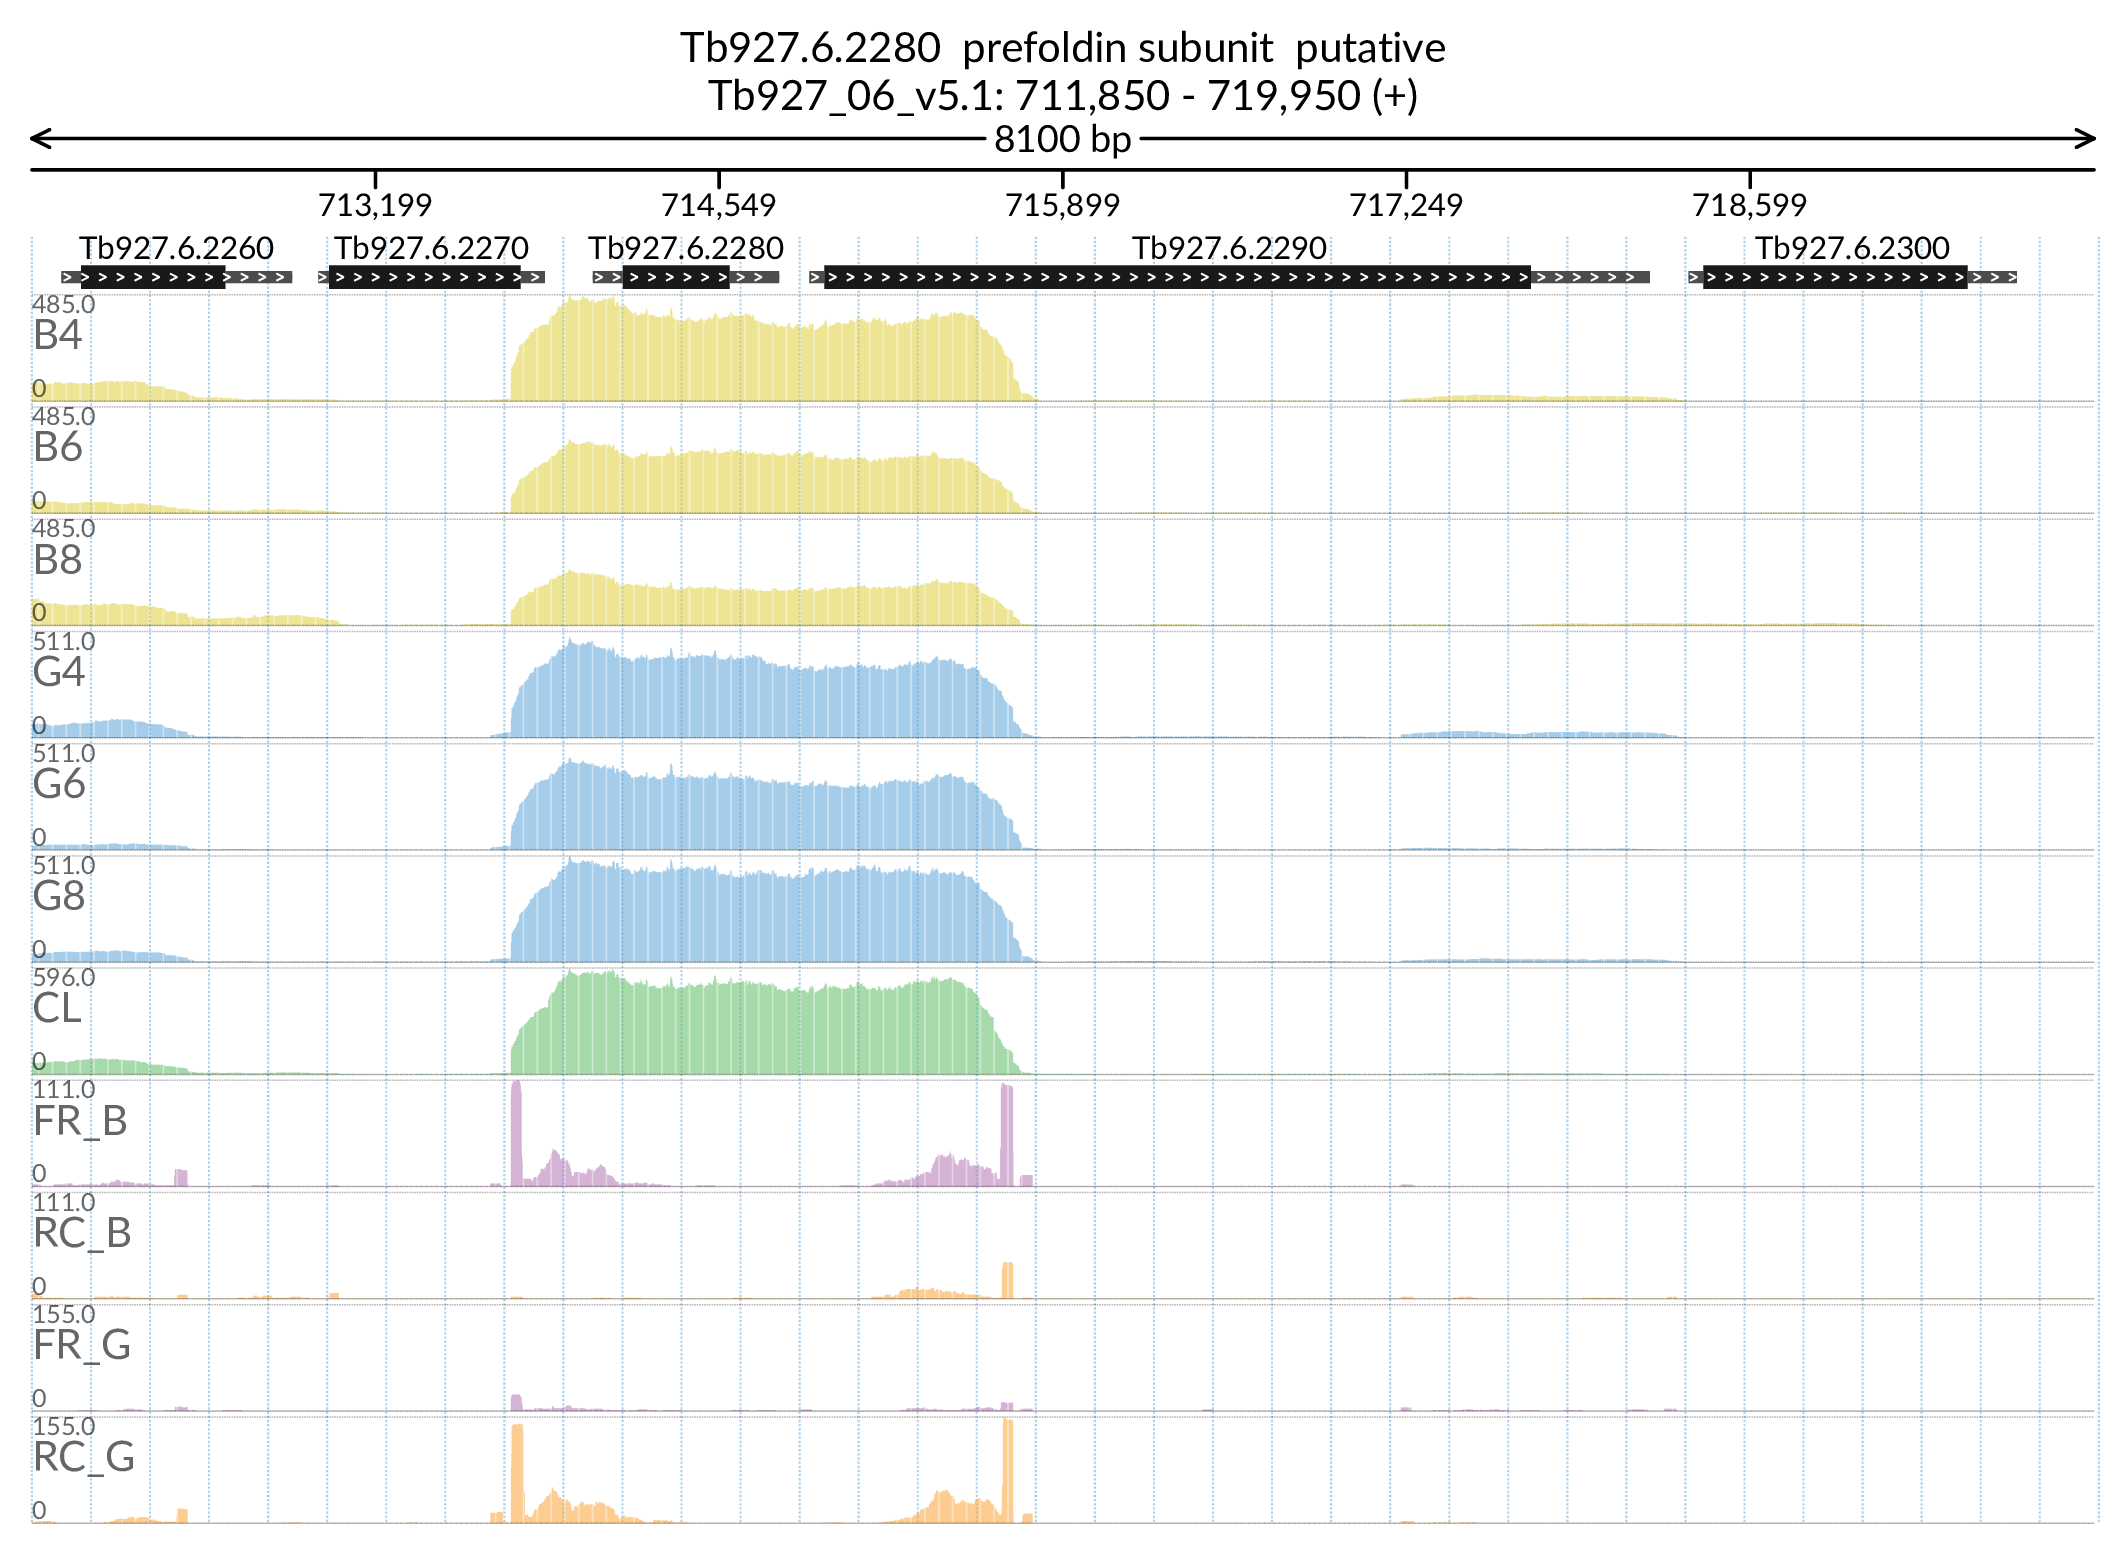 Tb927.6.2280  prefoldin subunit  putative
Tb927_06_v5.1: 711,850 - 719,950 (+)
8100 bp
713,199 714,549 715,899 717,249 718,599
Tb927.6.2260 Tb927.6.2270 Tb927.6.2280 Tb927.6.2290 Tb927.6.2300
485.0
B4
0
485.0
B6
0
485.0
B8
0
511.0
G4
0
511.0
G6
0
511.0
G8
0
596.0
CL
0
111.0
FR_B
0
111.0
RC_B
0
155.0
FR_G
0
155.0
RC_G
0